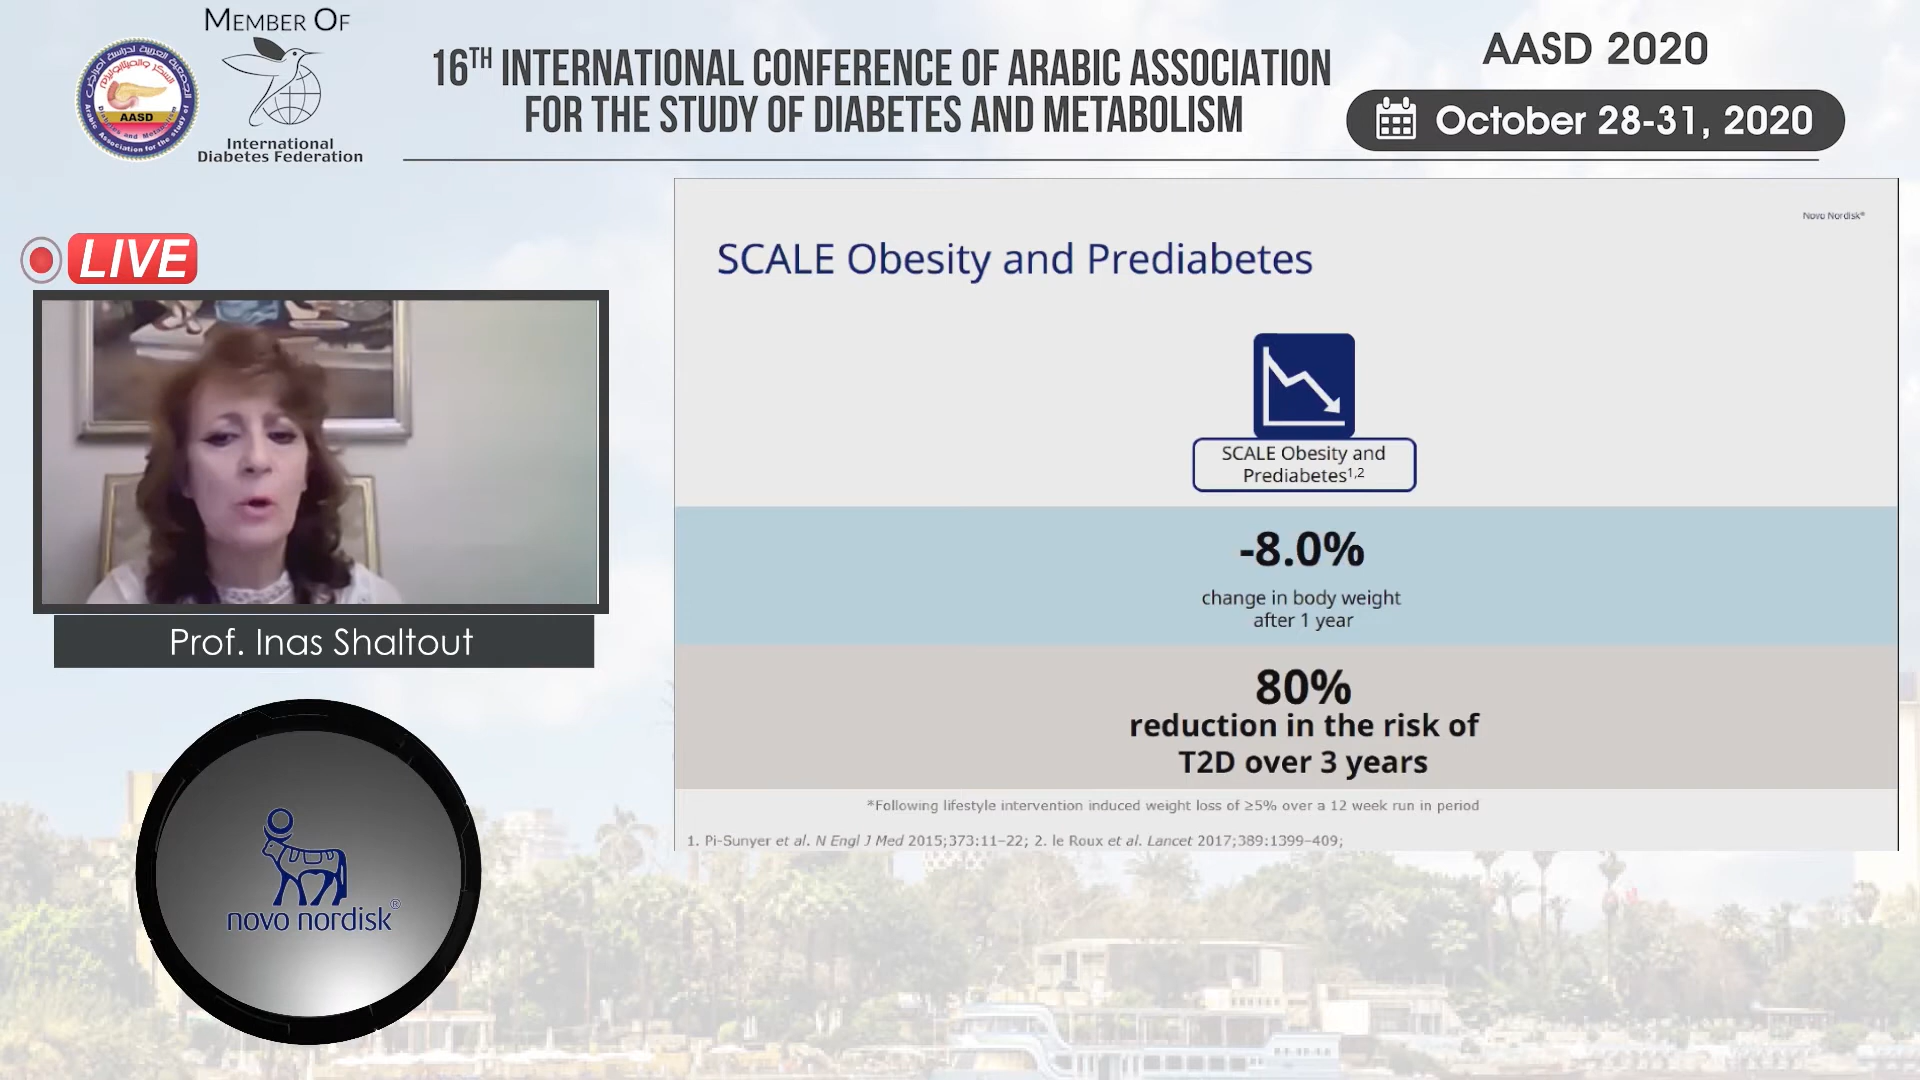 MEMBER OF
AASD
International
Diabetes Federation
16TH INTERNATIONAL CONFERENCE OF ARABIC ASSOCIATION
FOR THE STUDY OF DIABETES AND METABOLISM
AASD 2020
October 28-31, 2020
LIVE
Prof. Inas Shaltout
novo nordisk®
Novo Nordisk®
SCALE Obesity and Prediabetes
SCALE Obesity and
Prediabetes1,2
-8.0%
change in body weight
after 1 year
80%
reduction in the risk of
T2D over 3 years
*Following lifestyle intervention induced weight loss of ≥5% over a 12 week run in period
1. Pi-Sunyer et al. N Engl J Med 2015;373:11–22; 2. le Roux et al. Lancet 2017;389:1399–409;